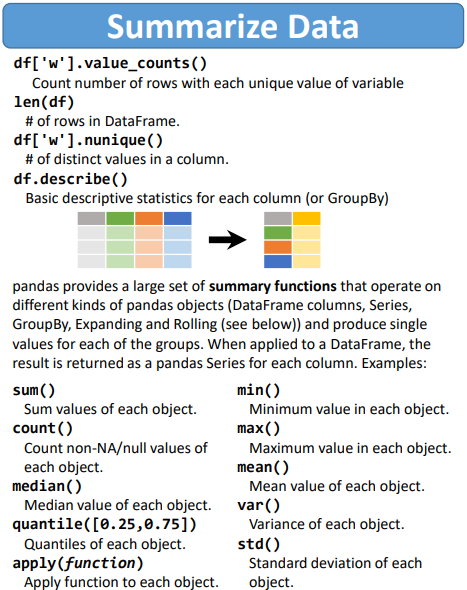 Summarize Data
df['w'].value_counts()
Count number of rows with each unique value of variable
len(df)
# of rows in DataFrame.
df['w'].nunique()
# of distinct values in a column.
df.describe()
Basic descriptive statistics for each column (or GroupBy)
pandas provides a large set of summary functions that operate on
different kinds of pandas objects (DataFrame columns, Series,
GroupBy, Expanding and Rolling (see below)) and produce single
values for each of the groups. When applied to a DataFrame, the
result is returned as a pandas Series for each column. Examples:
sum()
Sum values of each object.
count()
Count non-NA/null values of
each object.
median()
Median value of each object.
quantile([0.25,0.75])
Quantiles of each object.
apply(function)
Apply function to each object.
min()
Minimum value in each object.
max()
Maximum value in each object.
mean()
Mean value of each object.
var()
Variance of each object.
std()
Standard deviation of each
object.